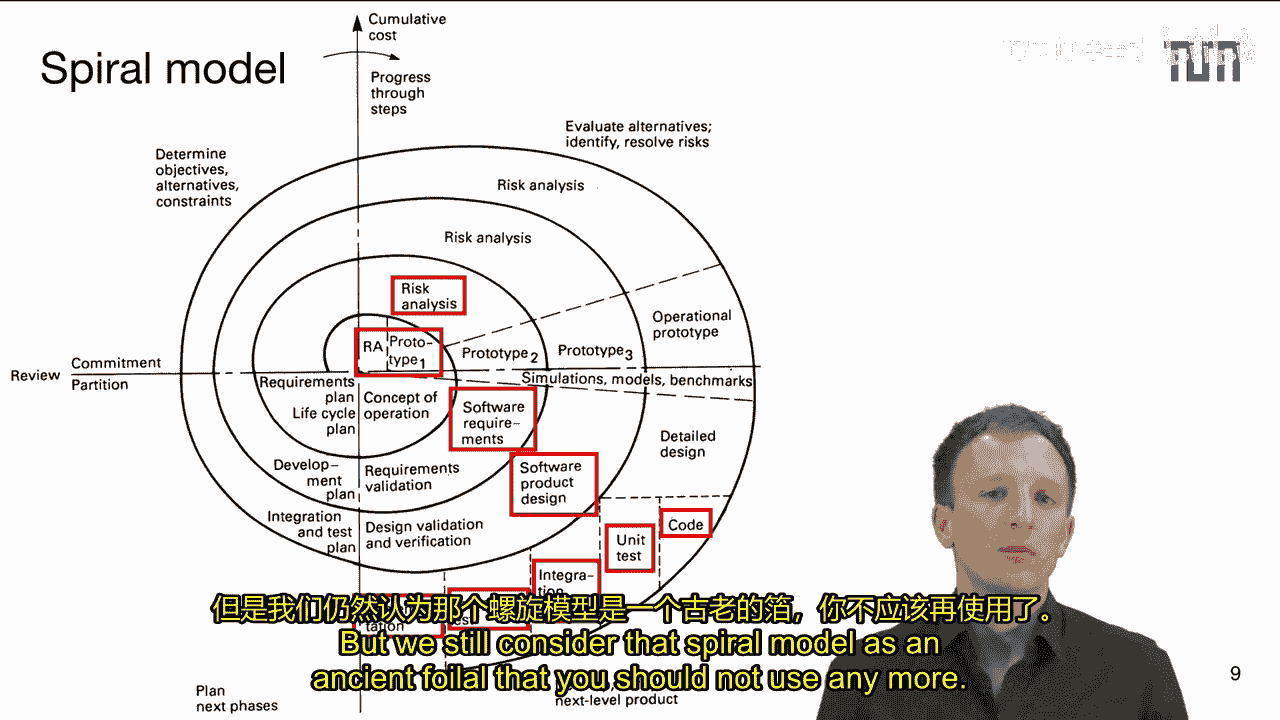 Spiral model
Cumulative
cost
Progress
through
steps
Evaluate alternatives;
identify, resolve risks
Determine
objectives,
alternatives,
constraints
Risk analysis
Risk analysis
Risk
analysis
RA
Proto-
type1
Prototype2
Prototype3
Operational
prototype
Review
Commitment
Partition
Simulations, models, benchmarks
Requirements
plan
Life cycle
plan
Concept of
operation
Software
require-
ments
Detailed
design
Develop-
ment
plan
Requirements
validation
Software
product
design
Integration
and test
plan
Design validation
and verification
Code
Unit
test
Integra-
tion
tation
但是我们仍然认为那个螺旋模型是一个古老的箔，你不应该再使用了。
But we still consider that spiral model as an
ancient foilal that you should not use any more.
Plan
next phases
next-level product
9